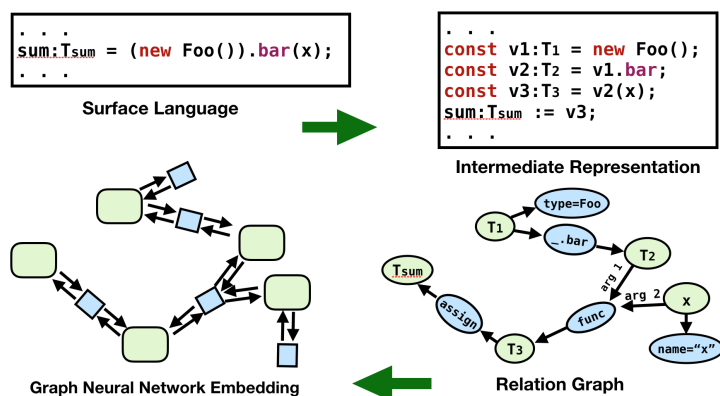 . . .
sum:Tsum = (new Foo()).bar(x);
. . .
Surface Language
. . .
const v1:T1 = new Foo();
const v2:T2 = v1.bar;
const v3:T3 = v2(x);
sum:Tsum := v3;
. . .
Intermediate Representation
type=Foo
T1
_.bar
T2
Tsum
arg 1
arg 2
x
assign
func
T3
name="x"
Graph Neural Network Embedding
Relation Graph